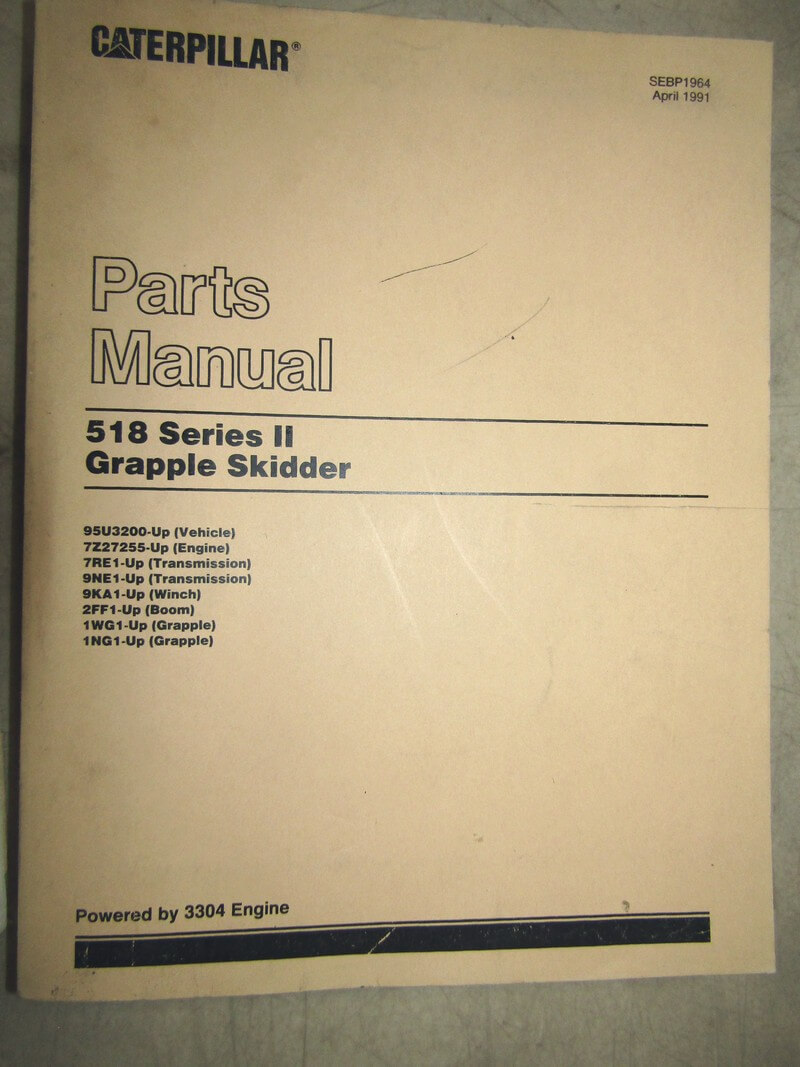 CATERPILLAR®
SEBP1964
April 1991
Parts
Manual
518 Series II
Grapple Skidder
95U3200-Up (Vehicle)
7Z27255-Up (Engine)
7RE1-Up (Transmission)
9NE1-Up (Transmission)
9KA1-Up (Winch)
2FF1-Up (Boom)
1WG1-Up (Grapple)
1NG1-Up (Grapple)
Powered by 3304 Engine